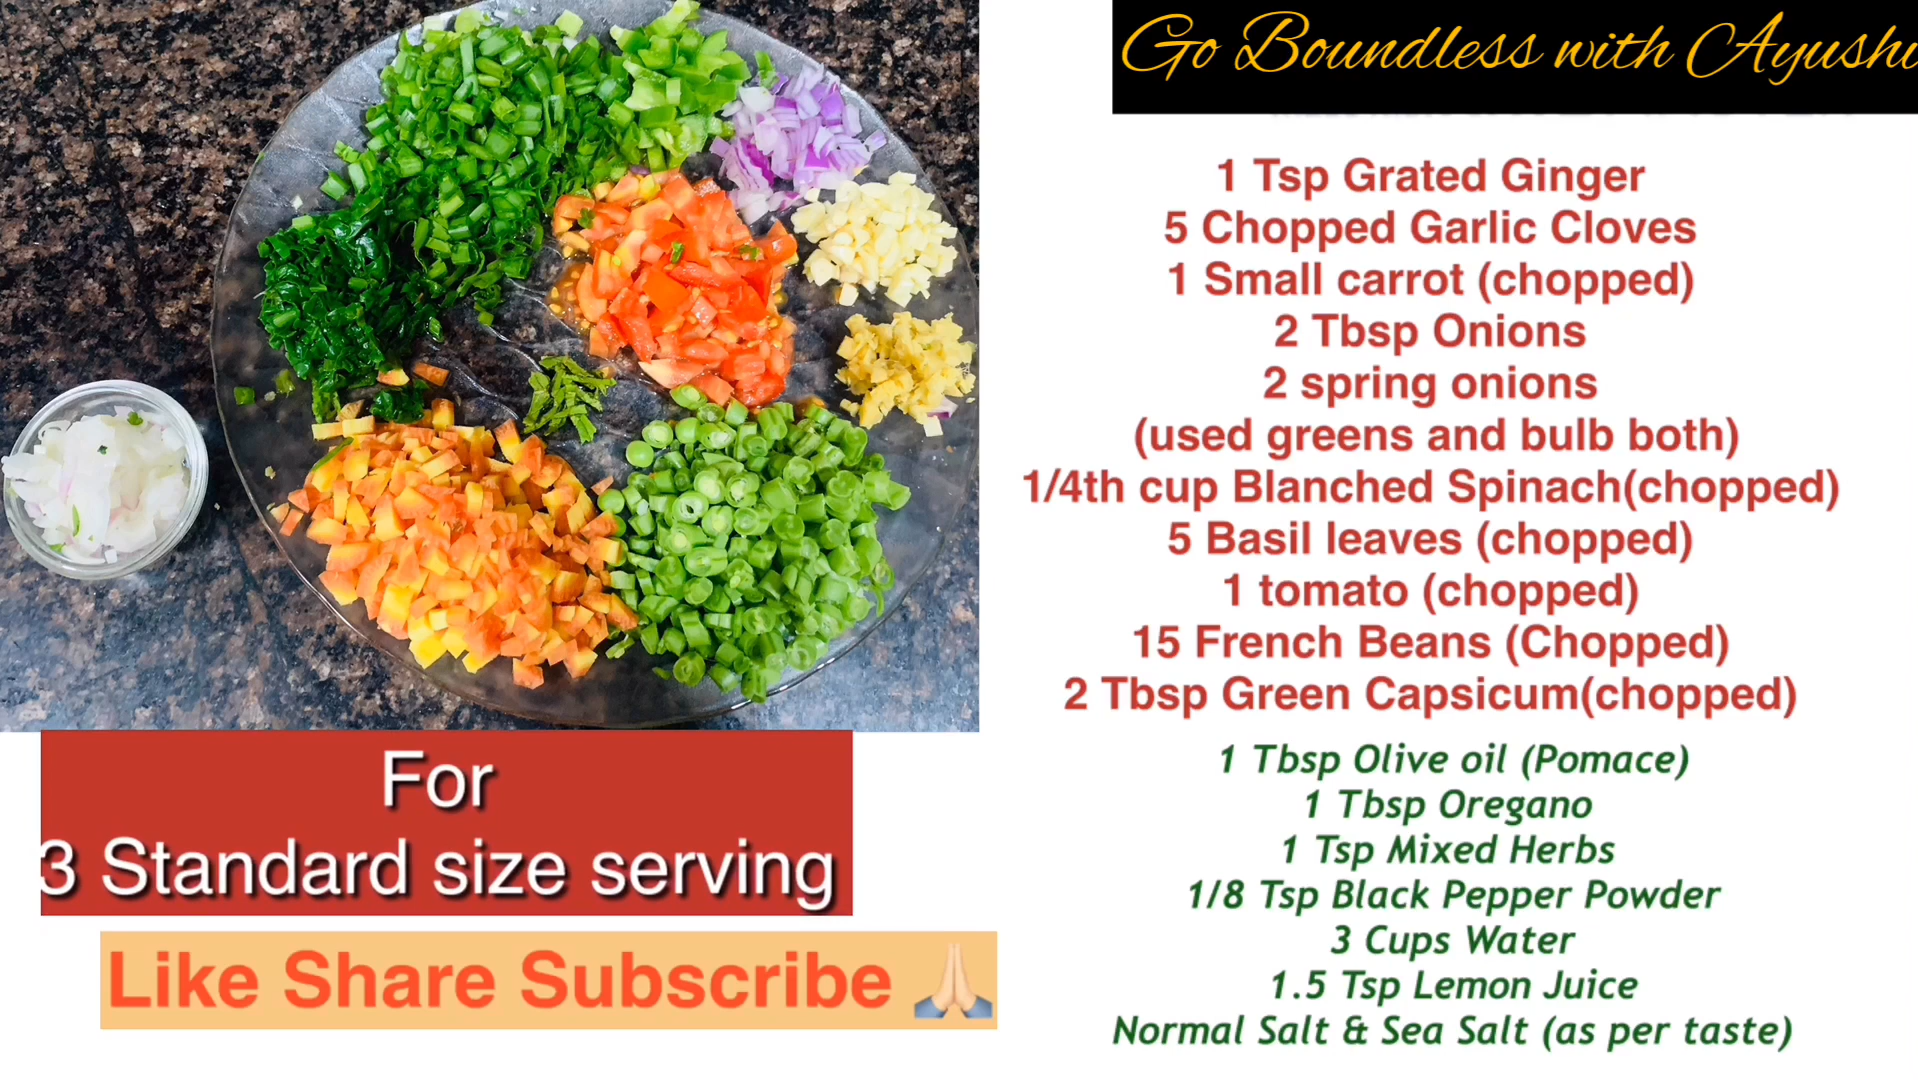 Go Boundless with Ayushi
1 Tsp Grated Ginger
5 Chopped Garlic Cloves
1 Small carrot (chopped)
2 Tbsp Onions
2 spring onions
(used greens and bulb both)
1/4th cup Blanched Spinach(chopped)
5 Basil leaves (chopped)
1 tomato (chopped)
15 French Beans (Chopped)
2 Tbsp Green Capsicum(chopped)
1 Tbsp Olive oil (Pomace)
1 Tbsp Oregano
1 Tsp Mixed Herbs
1/8 Tsp Black Pepper Powder
3 Cups Water
1.5 Tsp Lemon Juice
Normal Salt & Sea Salt (as per taste)
For
3 Standard size serving
Like Share Subscribe 🙏🏻